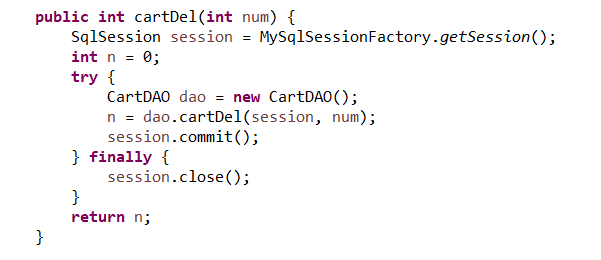 public int cartDel(int num) {
    SqlSession session = MySqlSessionFactory.getSession();
    int n = 0;
    try {
        CartDAO dao = new CartDAO();
        n = dao.cartDel(session, num);
        session.commit();
    } finally {
        session.close();
    }
    return n;
}